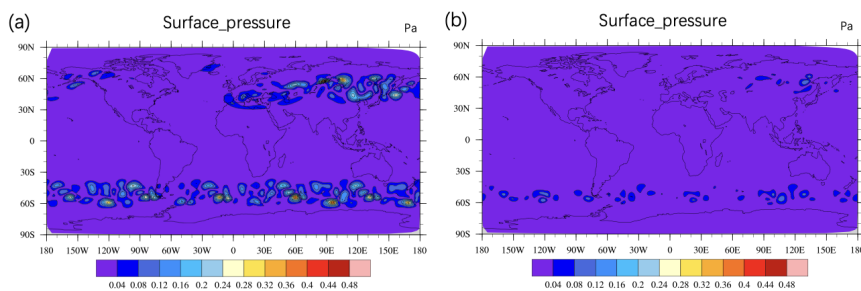 (a)
Surface_pressure
Pa
90N
60N
30N
0
30S
60S
90S
180 150W 120W 90W 60W 30W 0 30E 60E 90E 120E 150E 180
0.04 0.08 0.12 0.16 0.2 0.24 0.28 0.32 0.36 0.4 0.44 0.48
(b)
Surface_pressure
Pa
90N
60N
30N
0
30S
60S
90S
180 150W 120W 90W 60W 30W 0 30E 60E 90E 120E 150E 180
0.04 0.08 0.12 0.16 0.2 0.24 0.28 0.32 0.36 0.4 0.44 0.48